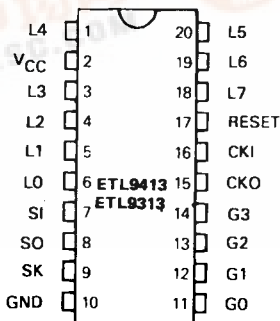 L4 1 20 L5
VCC 2 19 L6
L3 3 18 L7
L2 4 17 RESET
L1 5 16 CKI
L0 6 ETL9413 15 CKO
ETL9313
SI 7 14 G3
SO 8 13 G2
SK 9 12 G1
GND 10 11 G0